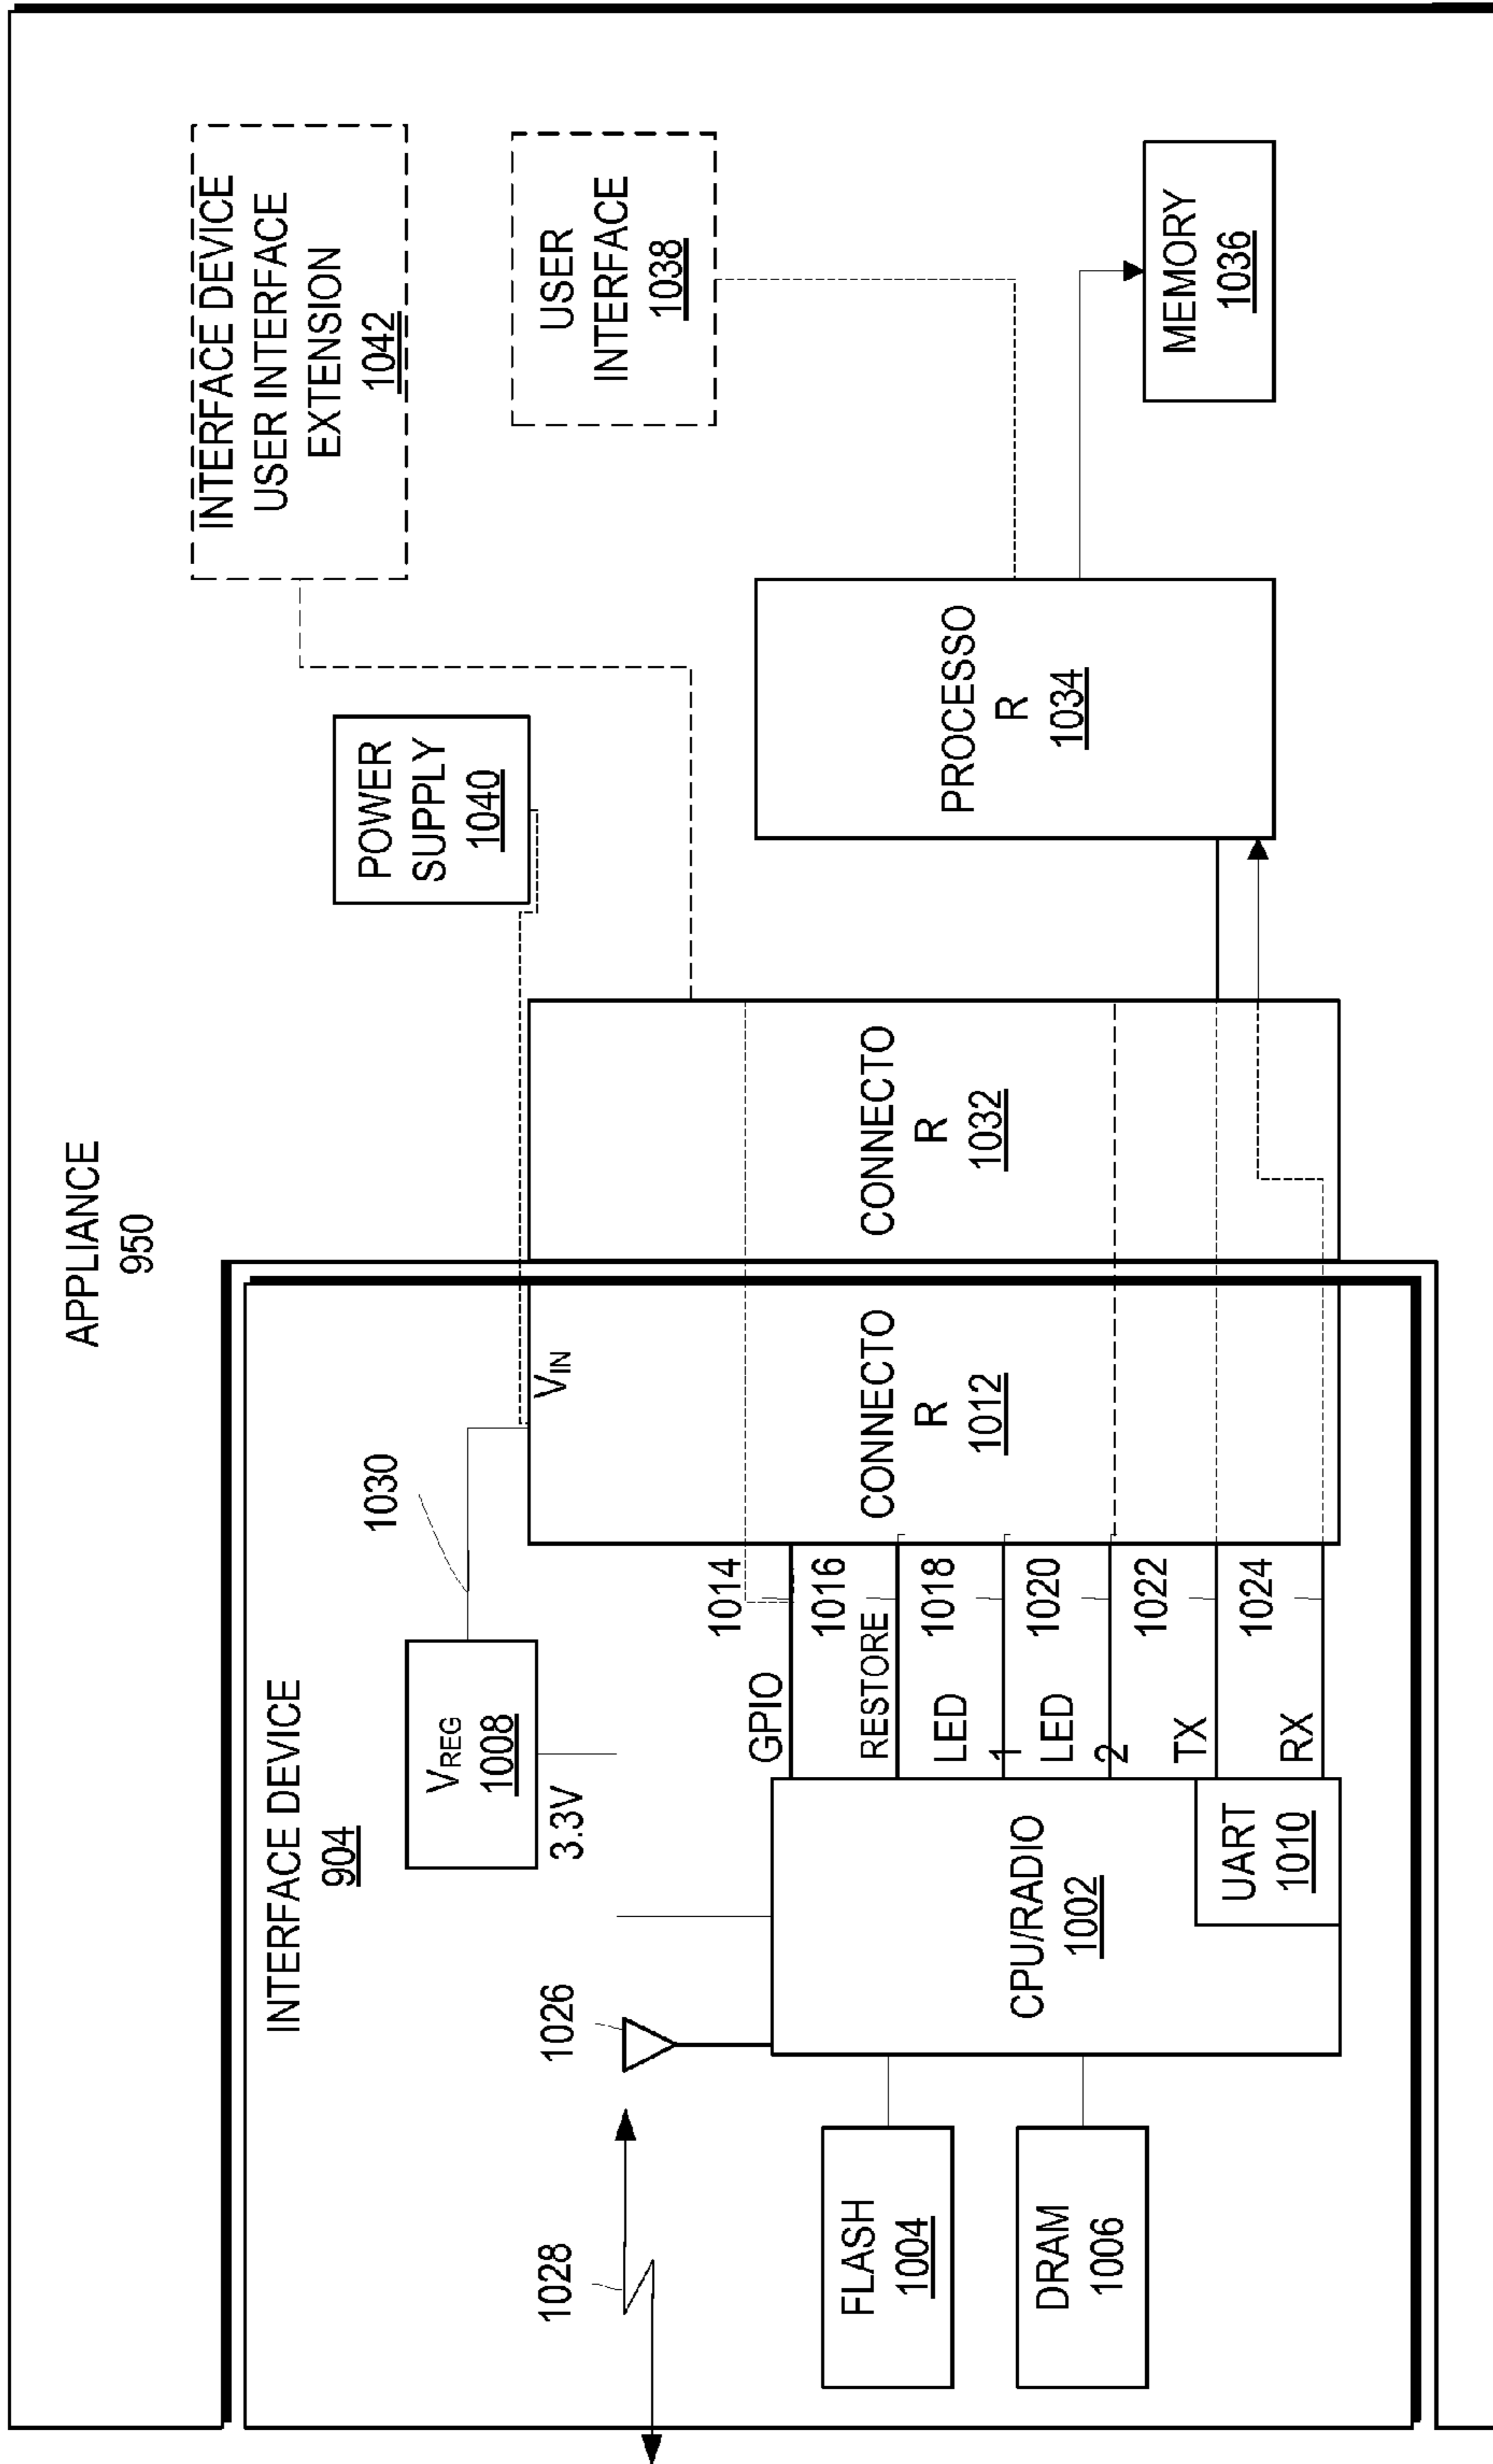 APPLIANCE
950
INTERFACE DEVICE
904
1028
1026
FLASH
1004
DRAM
1006
CPU/RADIO
1002
UART
1010
VREG
1008
3.3V
1030
GPIO
1014
RESTORE
1016
LED
1
1018
LED
2
1020
TX
1022
RX
1024
VIN
CONNECTO
R
1012
CONNECTO
R
1032
POWER
SUPPLY
1040
PROCESSO
R
1034
INTERFACE DEVICE
USER INTERFACE
EXTENSION
1042
USER
INTERFACE
1038
MEMORY
1036